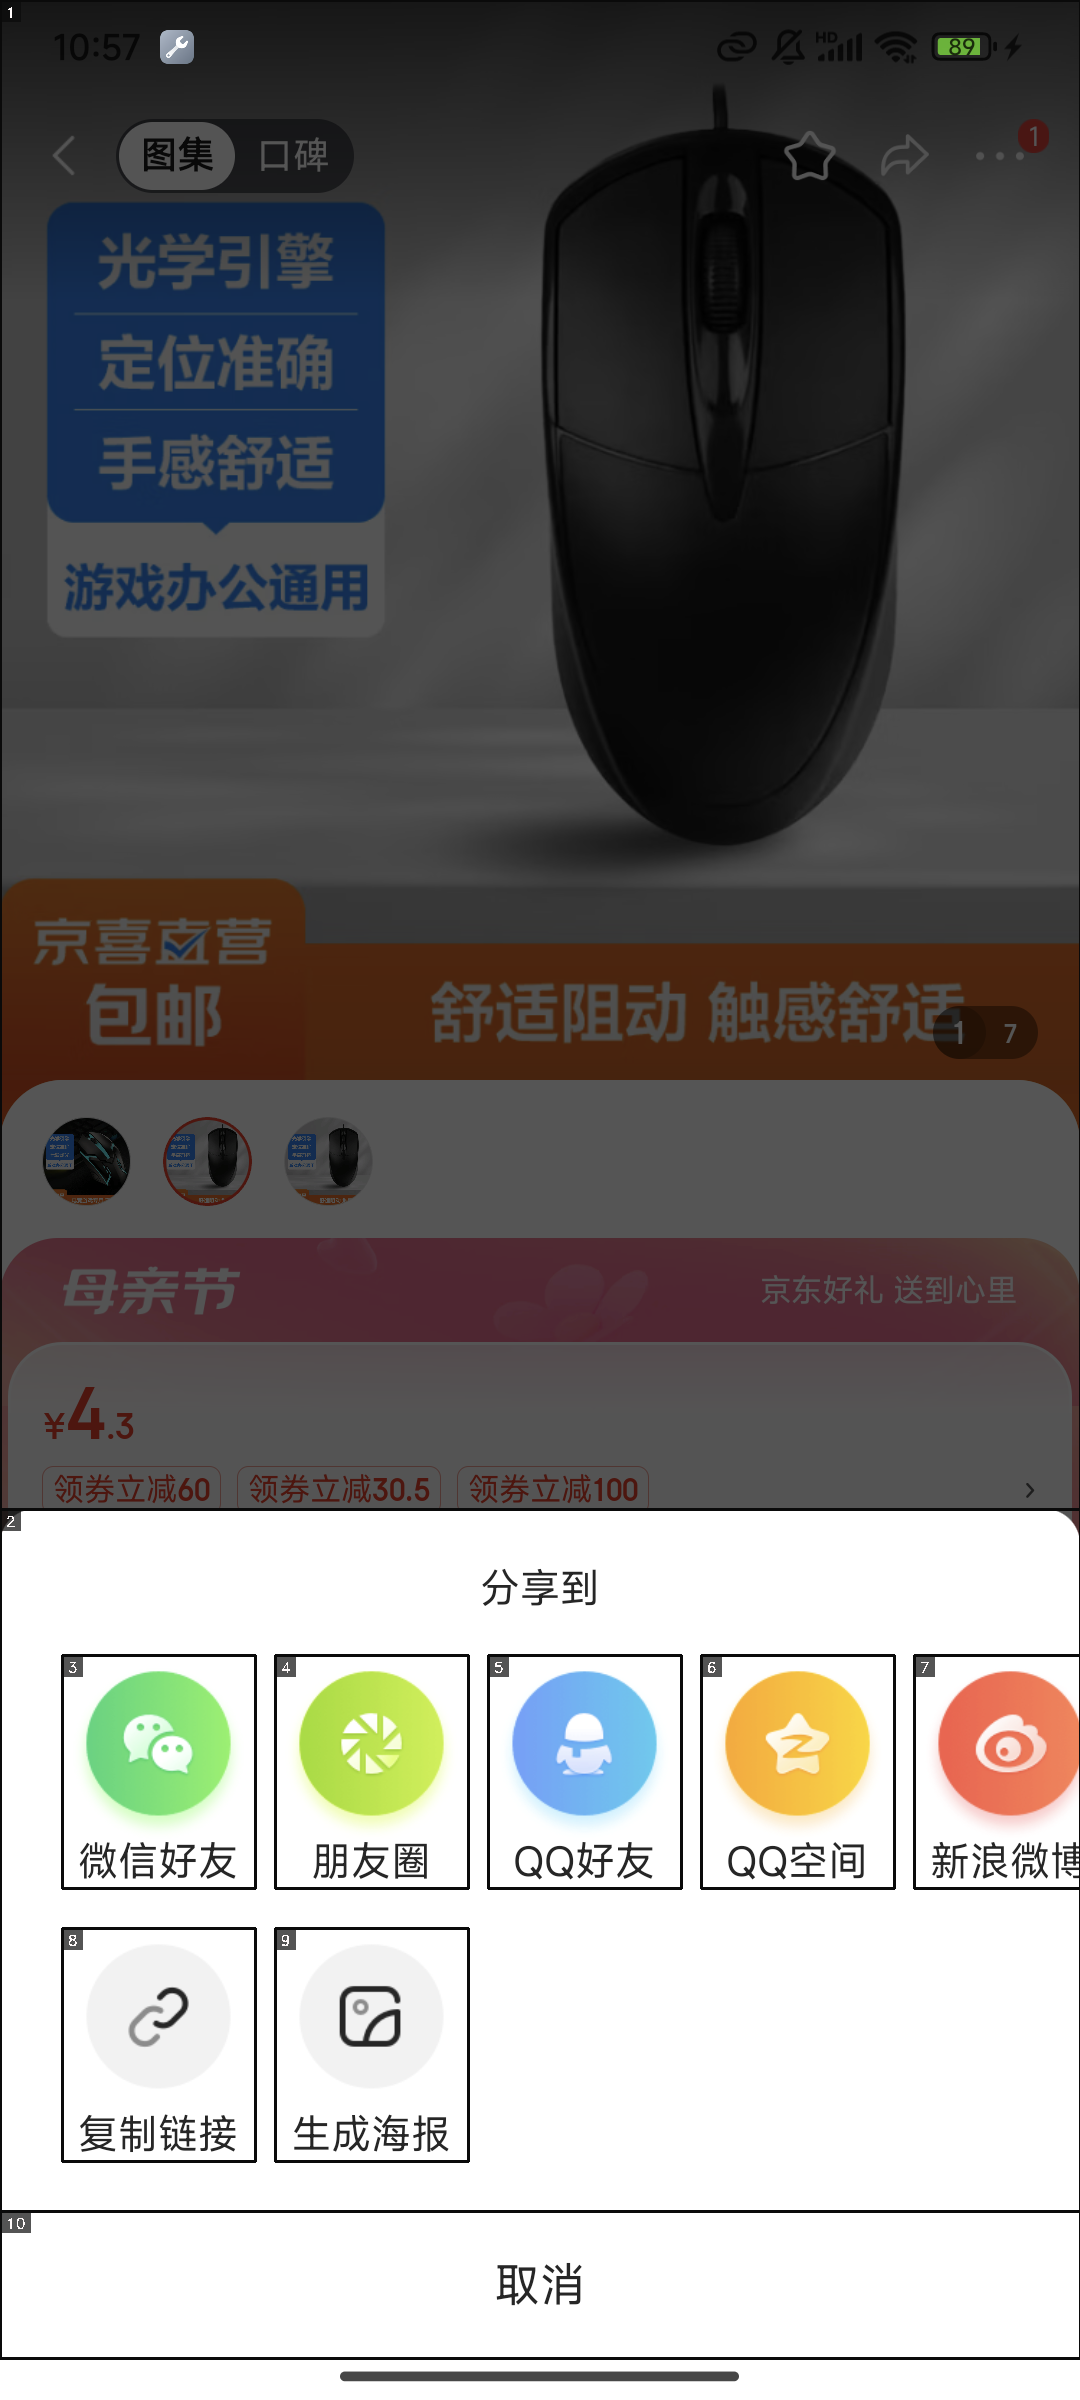 1
10:57
HD
89
图集
口碑
1
光学引擎
定位准确
手感舒适
游戏办公通用
京喜直营
包邮
舒适阻动 触感舒适
1 7
母亲节
京东好礼 送到心里
¥4.3
领券立减60
领券立减30.5
领券立减100
2
分享到
3
4
5
6
7
微信好友
朋友圈
QQ好友
QQ空间
新浪微博
8
9
复制链接
生成海报
10
取消